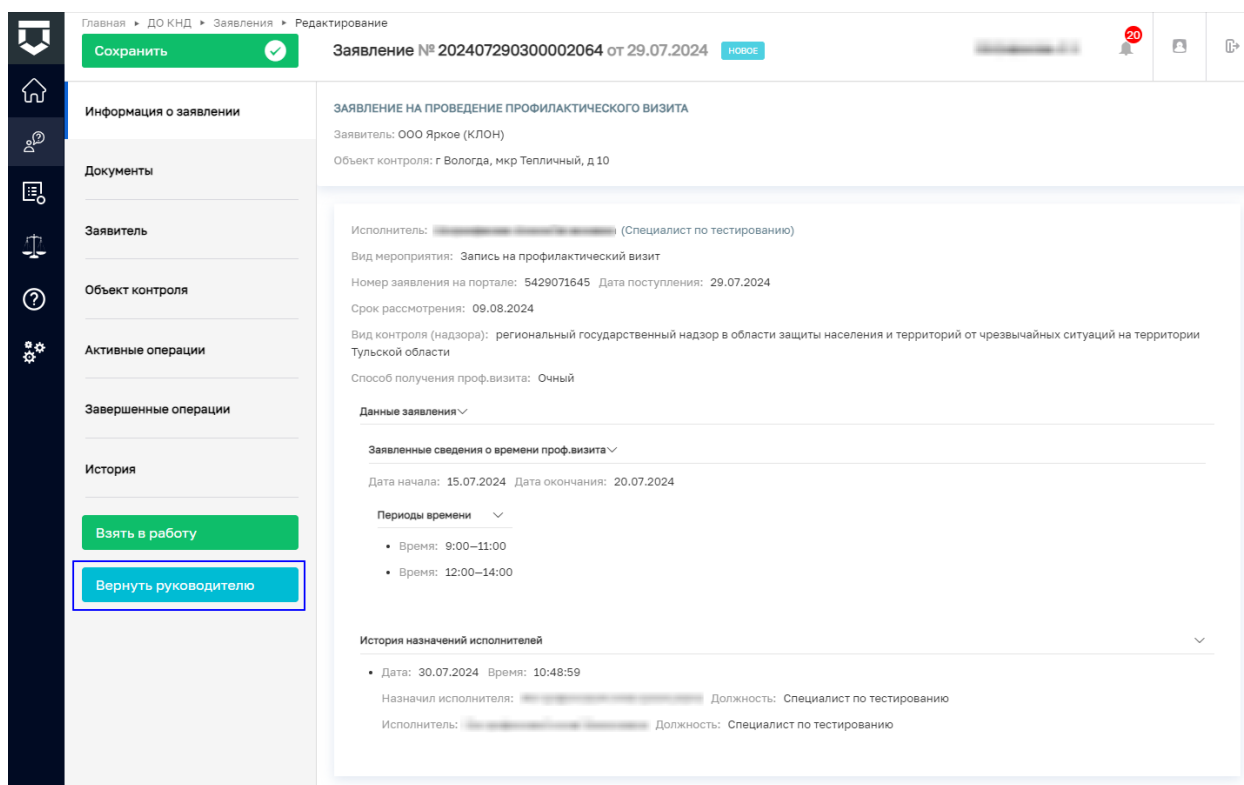 Главная ▸ ДО КНД ▸ Заявления ▸ Редактирование
Сохранить
Заявление № 202407290300002064 от 29.07.2024 НОВОЕ
20
Информация о заявлении
Документы
Заявитель
Объект контроля
Активные операции
Завершенные операции
История
Взять в работу
Вернуть руководителю
ЗАЯВЛЕНИЕ НА ПРОВЕДЕНИЕ ПРОФИЛАКТИЧЕСКОГО ВИЗИТА
Заявитель: ООО Яркое (КЛОН)
Объект контроля: г Вологда, мкр Тепличный, д 10
Исполнитель: (Специалист по тестированию)
Вид мероприятия: Запись на профилактический визит
Номер заявления на портале: 5429071645 Дата поступления: 29.07.2024
Срок рассмотрения: 09.08.2024
Вид контроля (надзора): региональный государственный надзор в области защиты населения и территорий от чрезвычайных ситуаций на территории
Тульской области
Способ получения проф.визита: Очный
Данные заявления
Заявленные сведения о времени проф.визита
Дата начала: 15.07.2024 Дата окончания: 20.07.2024
Периоды времени
• Время: 9:00—11:00
• Время: 12:00—14:00
История назначений исполнителей
• Дата: 30.07.2024 Время: 10:48:59
Назначил исполнителя: Должность: Специалист по тестированию
Исполнитель: Должность: Специалист по тестированию